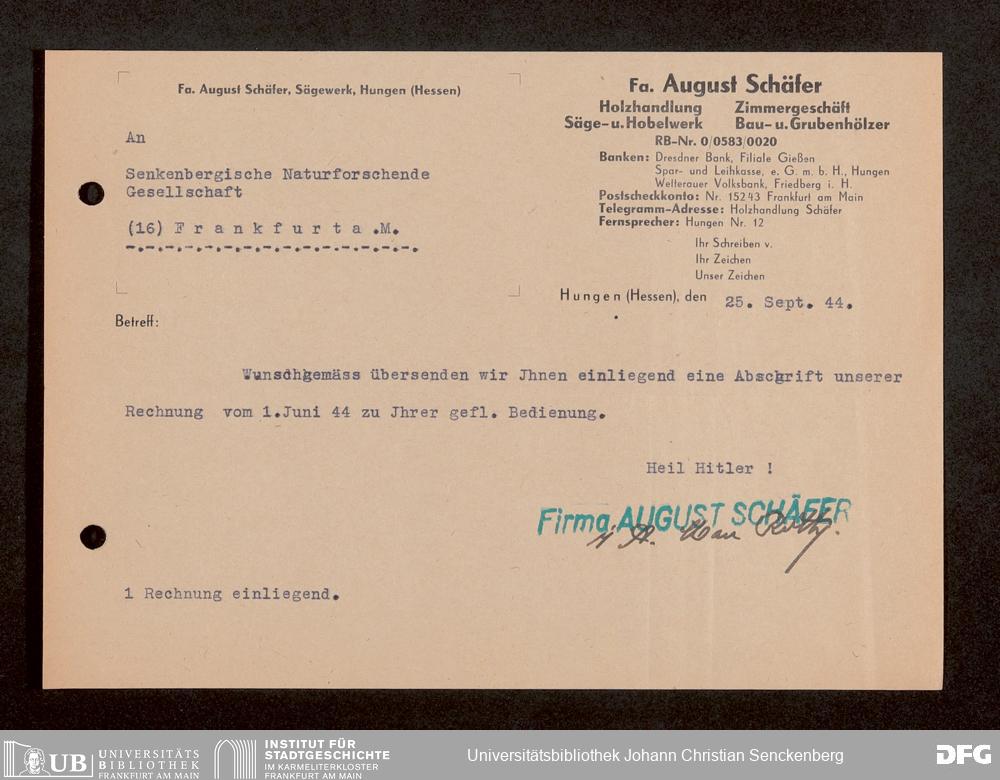 Fa. August Schäfer, Sägewerk, Hungen (Hessen)
An
Senkenbergische Naturforschende
Gesellschaft
(16) F r a n k f u r t a .M.
-.-.-.-.-.-.-.-.-.-.-.-.-.-.-.-.
Fa. August Schäfer
Holzhandlung Zimmergeschäft
Säge- u. Hobelwerk Bau- u. Grubenhölzer
RB-Nr. 0/0583/0020
Banken: Dresdner Bank, Filiale Gießen
Spar- und Leihkasse, e. G. m. b. H., Hungen
Welterauer Volksbank, Friedberg i. H.
Postscheckkonto: Nr. 15243 Frankfurt am Main
Telegramm-Adresse: Holzhandlung Schäfer
Fernsprecher: Hungen Nr. 12
Ihr Schreiben v.
Ihr Zeichen
Unser Zeichen
Hungen (Hessen), den 25. Sept. 44.
Betreff:
Wunschgemäss übersenden wir Jhnen einliegend eine Abschrift unserer
Rechnung vom 1.Juni 44 zu Jhrer gefl. Bedienung.
Heil Hitler !
Firma AUGUST SCHÄFER
1 Rechnung einliegend.
UB UNIVERSITÄTS
BIBLIOTHEK
FRANKFURT AM MAIN
INSTITUT FÜR
STADTGESCHICHTE
IM KARMELITERKLOSTER
FRANKFURT AM MAIN
Universitätsbibliothek Johann Christian Senckenberg
DFG